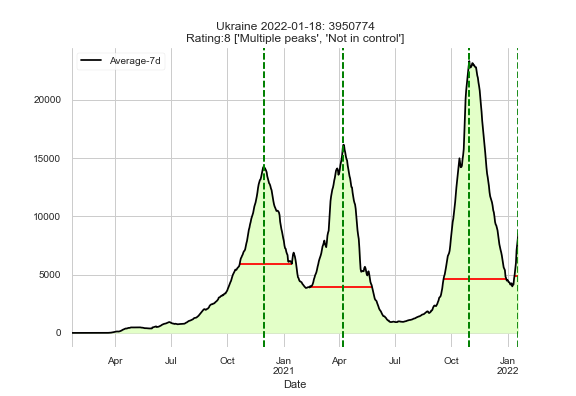 Ukraine 2022-01-18: 3950774
Rating:8 ['Multiple peaks', 'Not in control']
Average-7d
20000
15000
10000
5000
0
Apr Jul Oct Jan Apr Jul Oct Jan
2021 2022
Date